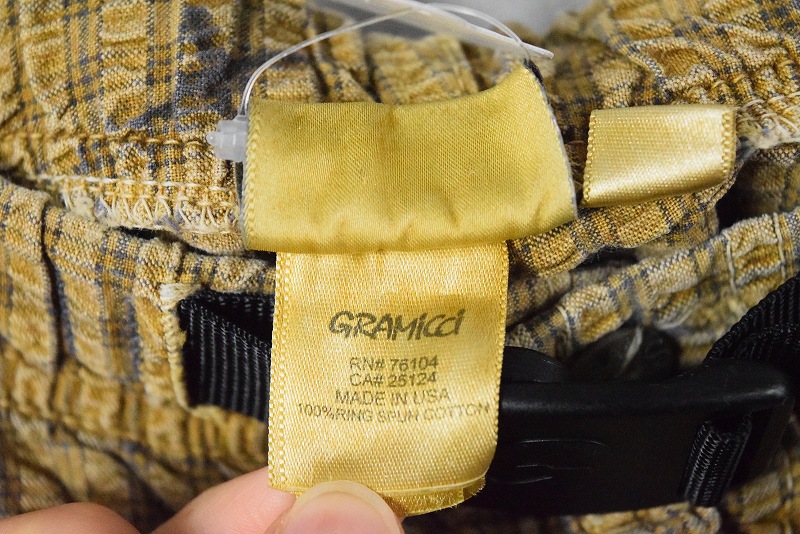 GRAMiCCi
RN# 76104
CA# 25124
MADE IN USA
100%RING SPUN COTTON